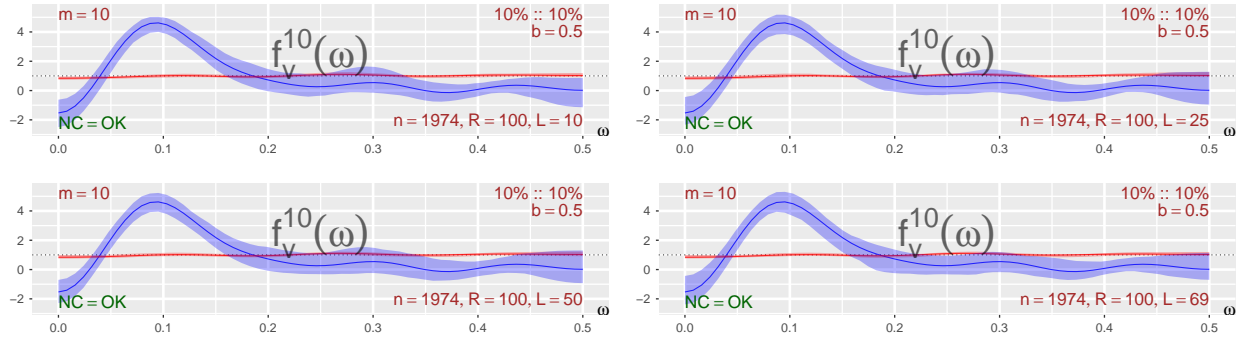 m = 10
10% :: 10%
b = 0.5
f_v^10(ω)
4
2
0
−2
NC = OK
n = 1974, R = 100, L = 10
ω
0.0 0.1 0.2 0.3 0.4 0.5
m = 10
10% :: 10%
b = 0.5
f_v^10(ω)
4
2
0
−2
NC = OK
n = 1974, R = 100, L = 25
ω
0.0 0.1 0.2 0.3 0.4 0.5
m = 10
10% :: 10%
b = 0.5
f_v^10(ω)
4
2
0
−2
NC = OK
n = 1974, R = 100, L = 50
ω
0.0 0.1 0.2 0.3 0.4 0.5
m = 10
10% :: 10%
b = 0.5
f_v^10(ω)
4
2
0
−2
NC = OK
n = 1974, R = 100, L = 69
ω
0.0 0.1 0.2 0.3 0.4 0.5